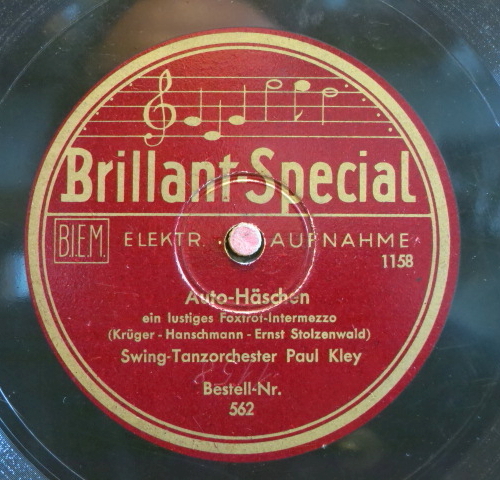 Brillant-Special
BIEM. ELEKTR. AUFNAHME
1158
Auto-Häschen
ein lustiges Foxtrot-Intermezzo
(Krüger - Hanschmann - Ernst Stolzenwald)
Swing-Tanzorchester Paul Kley
Bestell-Nr.
562